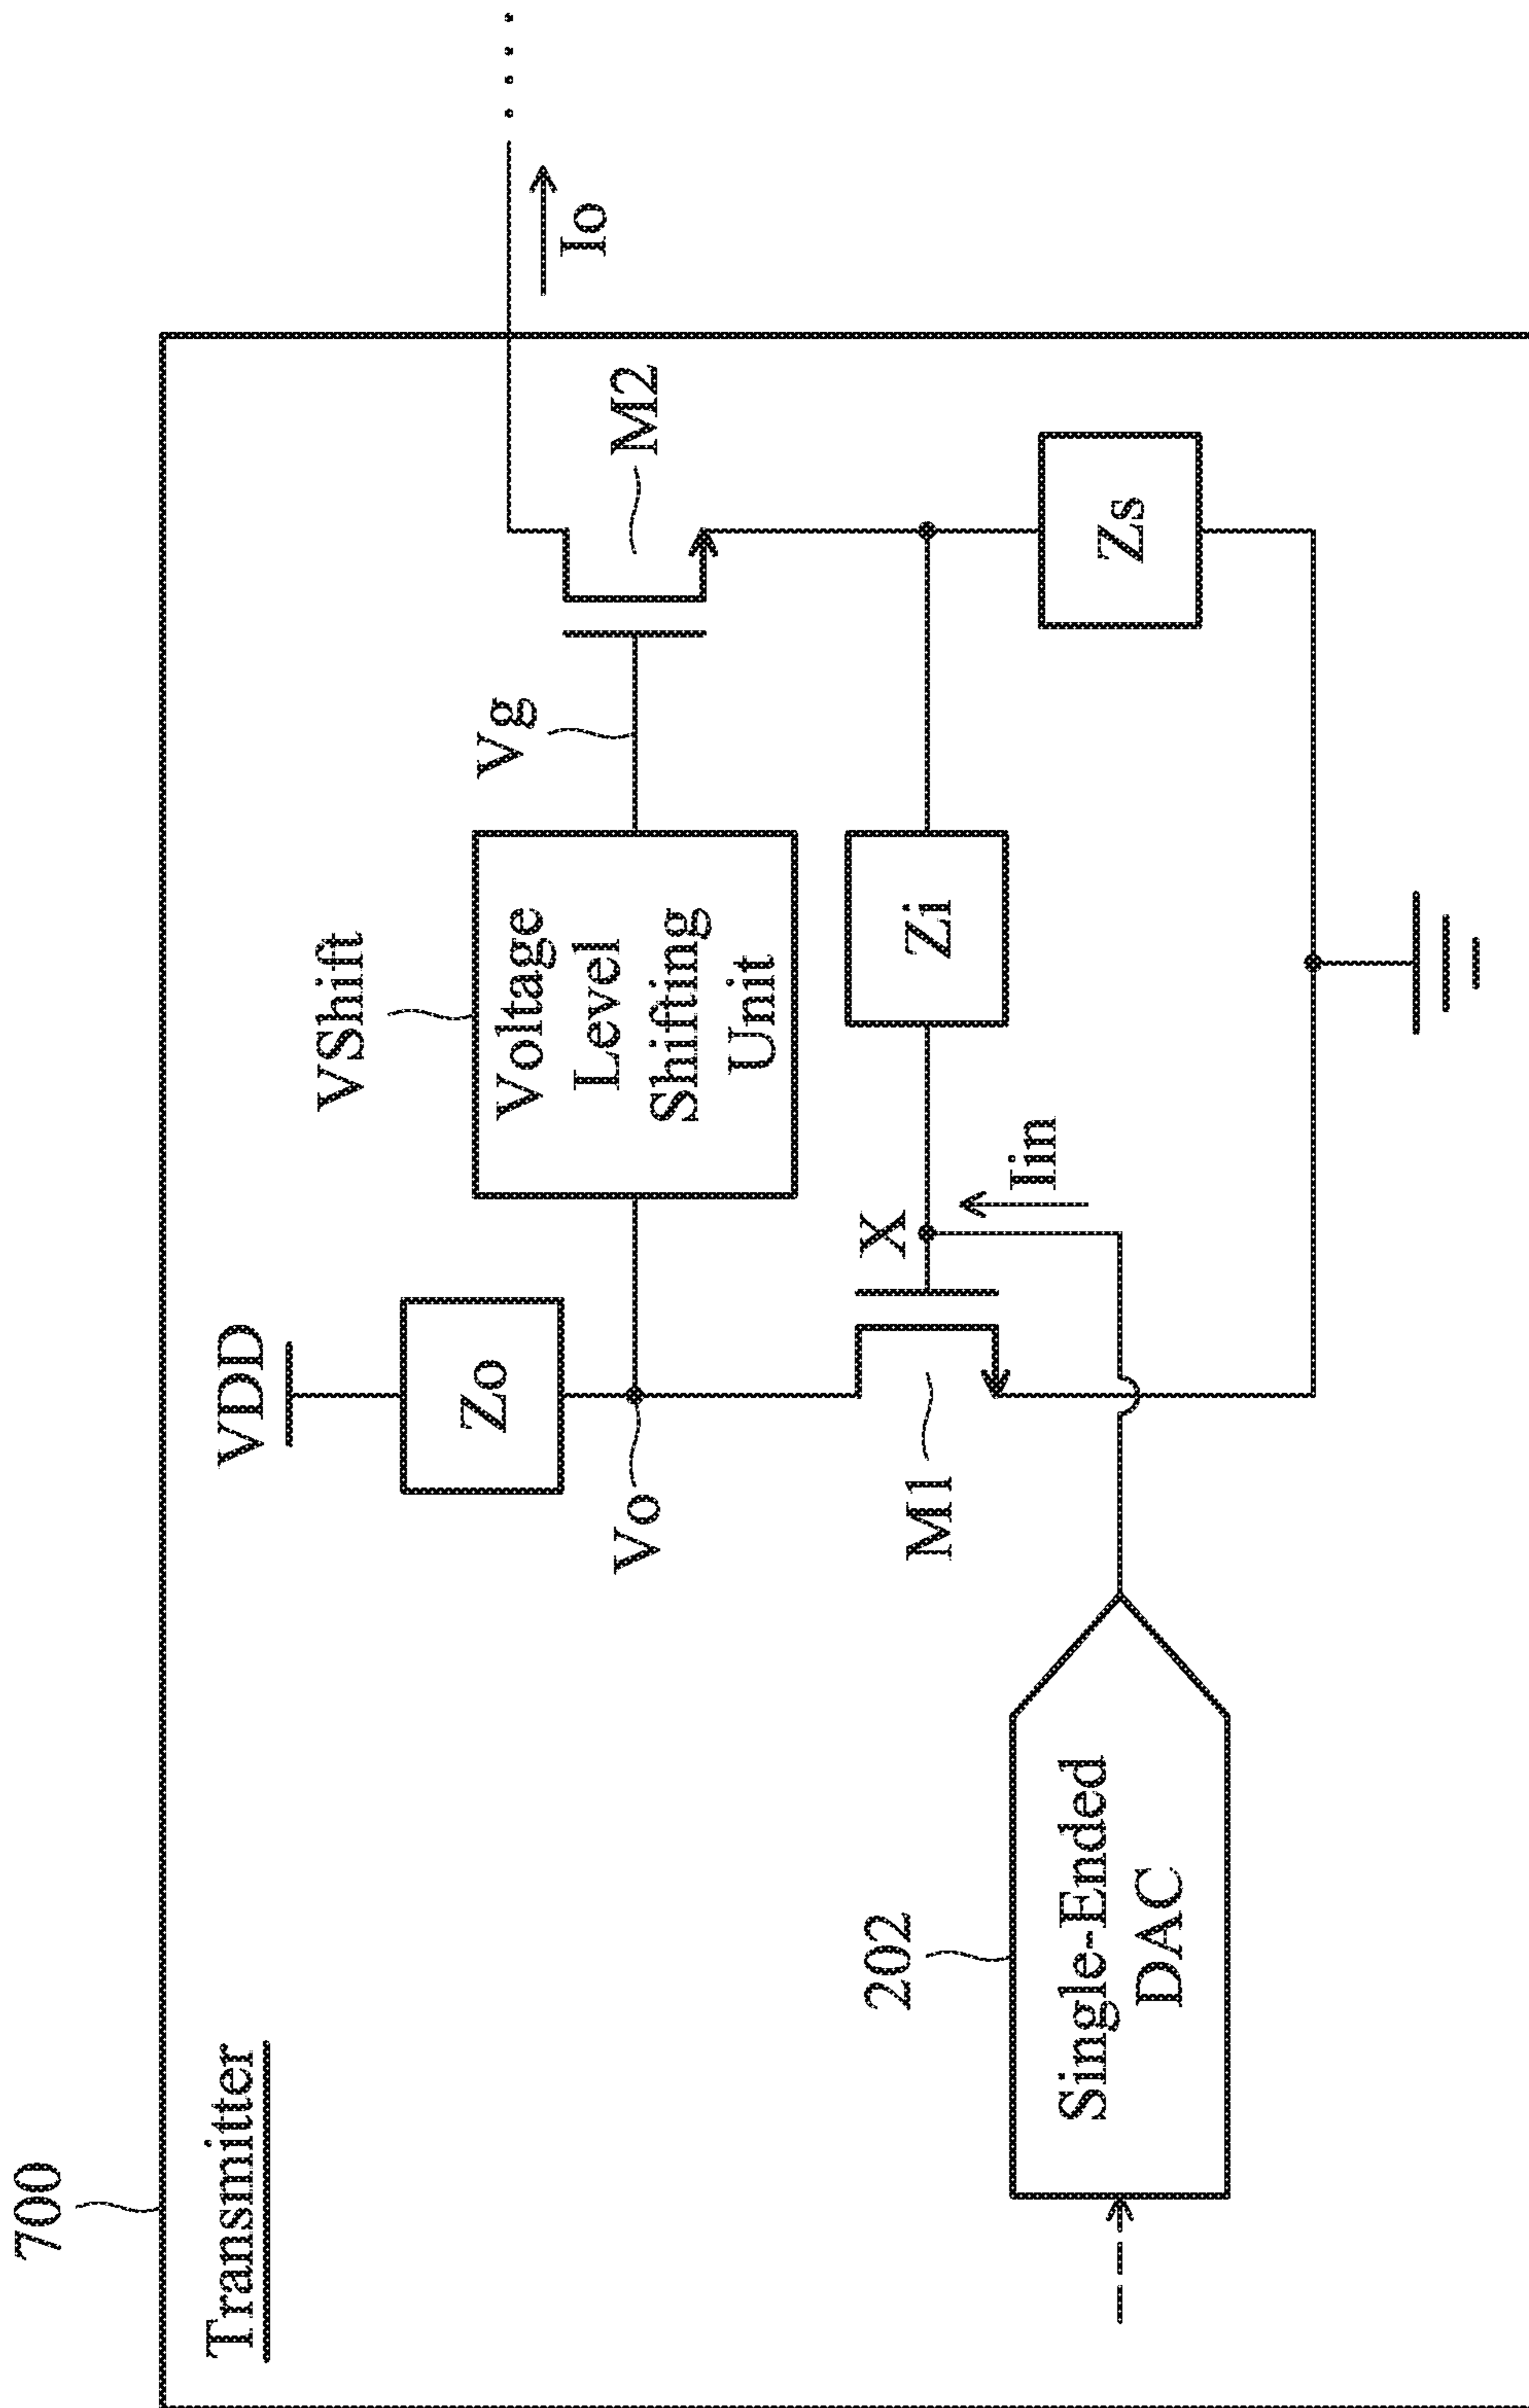 700
Transmitter
VDD
Zo
VShift
Voltage
Level
Shifting
Unit
Vo
Vg
M2
Io
M1
X
Zi
Iin
Zs
202
Single-Ended
DAC